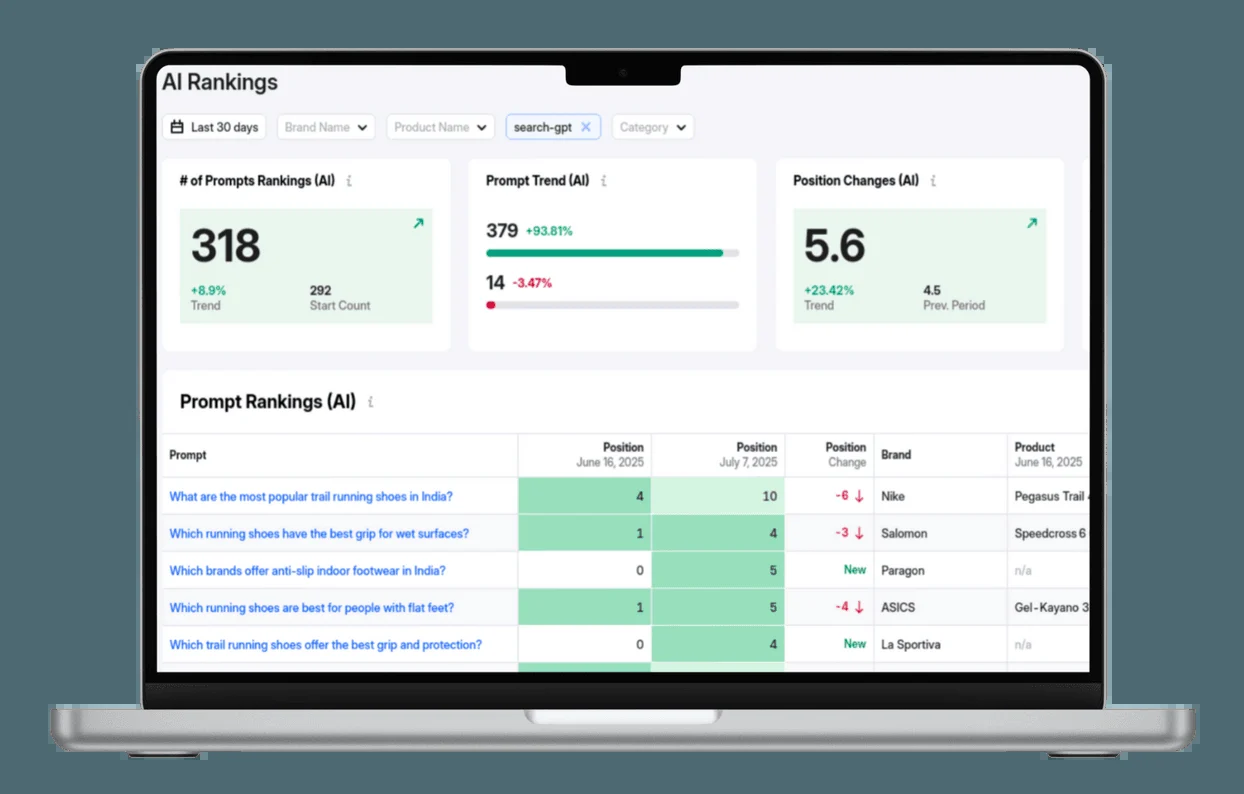 AI Rankings
Last 30 days
Brand Name
Product Name
search-gpt
Category
# of Prompts Rankings (AI)
318
+8.9%
Trend
292
Start Count
Prompt Trend (AI)
379 +93.81%
14 -3.47%
Position Changes (AI)
5.6
+23.42%
Trend
4.5
Prev. Period
Prompt Rankings (AI)
Prompt
Position
June 16, 2025
Position
July 7, 2025
Position
Change
Brand
Product
June 16, 2025
What are the most popular trail running shoes in India? 4 10 -6 Nike Pegasus Trail
Which running shoes have the best grip for wet surfaces? 1 4 -3 Salomon Speedcross 6
Which brands offer anti-slip indoor footwear in India? 0 5 New Paragon n/a
Which running shoes are best for people with flat feet? 1 5 -4 ASICS Gel-Kayano 3
Which trail running shoes offer the best grip and protection? 0 4 New La Sportiva n/a